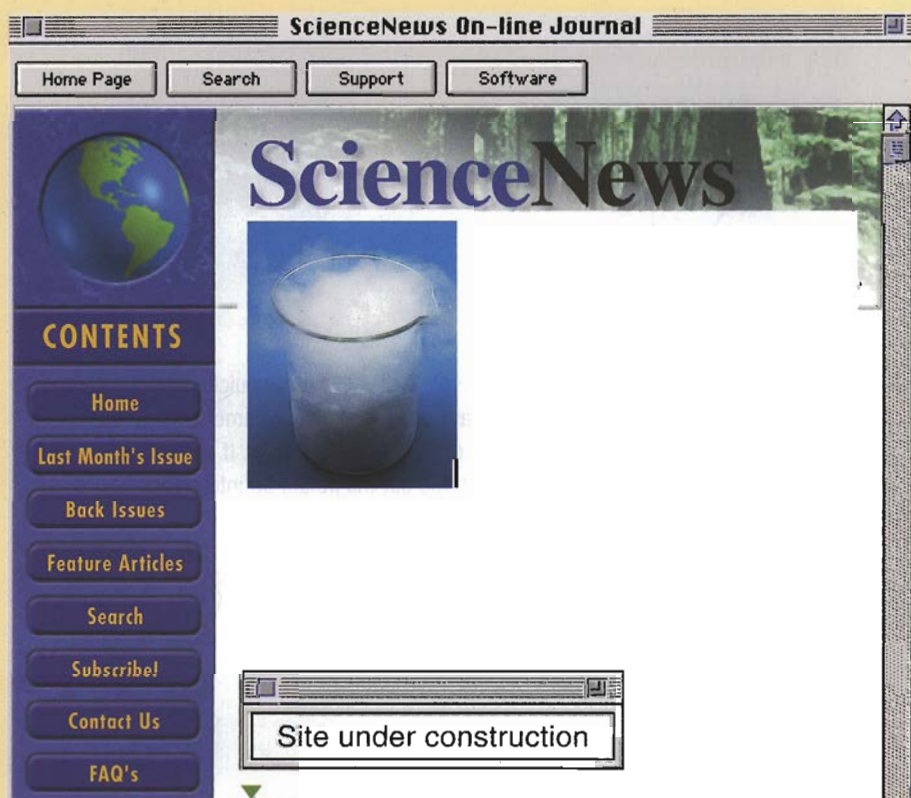 ScienceNews On-line Journal
Home Page
Search
Support
Software
ScienceNews
CONTENTS
Home
Last Month's Issue
Back Issues
Feature Articles
Search
Subscribe!
Contact Us
FAQ's
Site under construction